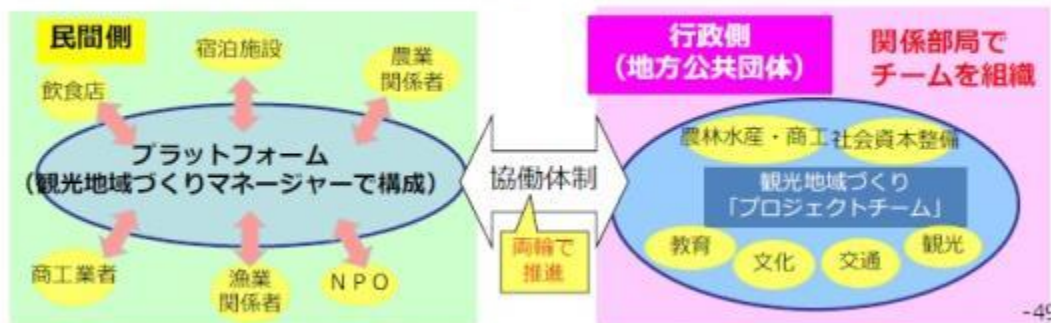 民間側
宿泊施設
農業
関係者
飲食店
プラットフォーム
(観光地域づくりマネージャーで構成)
商工業者
漁業
関係者
NPO
協働体制
両輪で
推進
行政側
(地方公共団体)
関係部局で
チームを組織
農林水産・商工
社会資本整備
観光地域づくり
「プロジェクトチーム」
教育
文化
交通
観光
-49